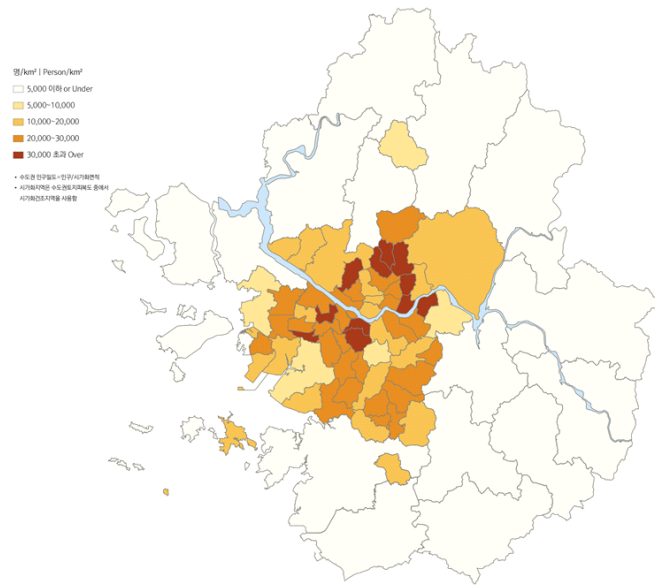 명/km² | Person/km²
5,000 이하 or Under
5,000~10,000
10,000~20,000
20,000~30,000
30,000 초과 Over
• 수도권 인구밀도=인구/시가화면적
• 시가화지역은 수도권토지피복도 중에서
시가화건조지역을 사용함